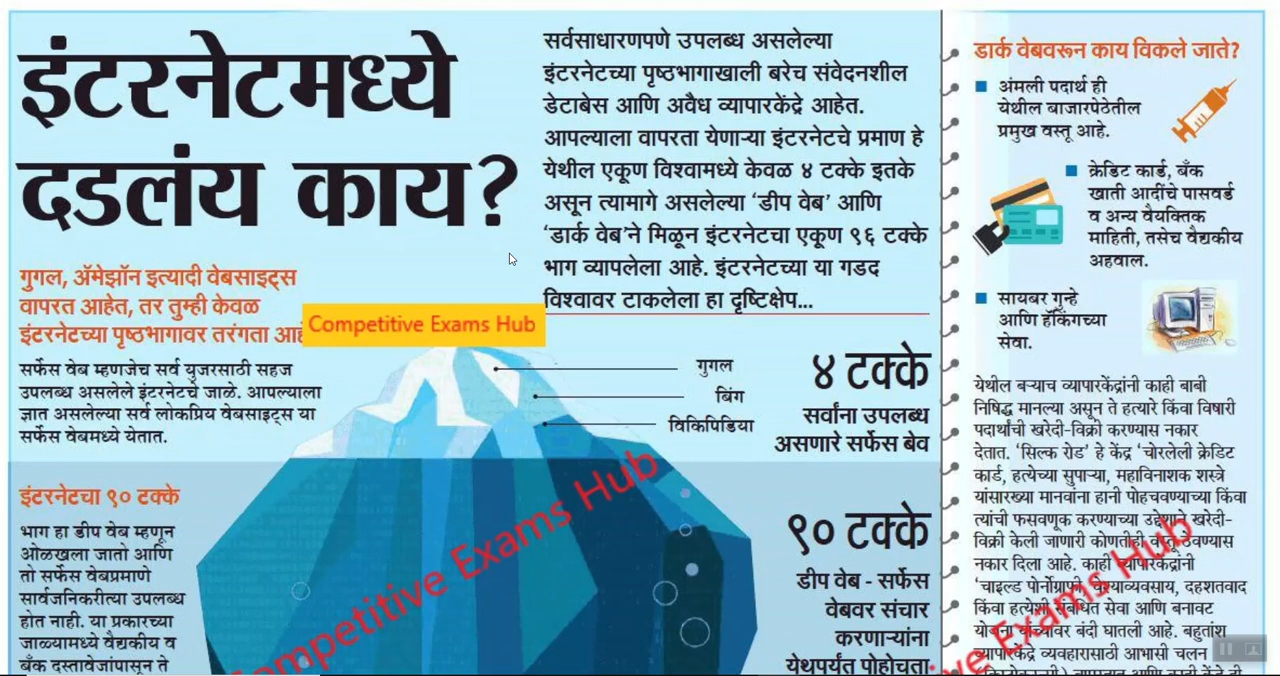 इंटरनेटमध्ये
दडलंय काय?
सर्वसाधारणपणे उपलब्ध असलेल्या
इंटरनेटच्या पृष्ठभागाखाली बरेच संवेदनशील
डेटाबेस आणि अवैध व्यापारकेंद्रे आहेत.
आपल्याला वापरता येणाऱ्या इंटरनेटचे प्रमाण हे
येथील एकूण विश्वामध्ये केवळ ४ टक्के इतके
असून त्यामागे असलेल्या ‘डीप वेब’ आणि
‘डार्क वेब’ने मिळून इंटरनेटचा एकूण ९६ टक्के
भाग व्यापलेला आहे. इंटरनेटच्या या गडद
विश्वावर टाकलेला हा दृष्टिक्षेप...
गुगल, ॲमेझॉन इत्यादी वेबसाइट्स
वापरत आहेत, तर तुम्ही केवळ
इंटरनेटच्या पृष्ठभागावर तरंगता
Competitive Exams Hub
सर्फेस वेब म्हणजेच सर्व युजरसाठी सहज
उपलब्ध असलेले इंटरनेटचे जाळे. आपल्याला
ज्ञात असलेल्या सर्व लोकप्रिय वेबसाइट्स या
सर्फेस वेबमध्ये येतात.
गुगल
बिंग
विकिपिडिया
४ टक्के
सर्वांना उपलब्ध
असणारे सर्फेस बेव
इंटरनेटचा ९० टक्के
भाग हा डीप वेब म्हणून
ओळखला जातो आणि
तो सर्फेस वेबप्रमाणे
सार्वजनिकरीत्या उपलब्ध
होत नाही. या प्रकारच्या
जाळ्यामध्ये वैद्यकीय व
बँक दस्तावेजांपासून ते
९० टक्के
डीप वेब - सर्फेस
वेबवर संचार
करणाऱ्यांना
येथपर्यंत पोहोचता
Competitive Exams Hub
डार्क वेबवरून काय विकले जाते?
अंमली पदार्थ ही
येथील बाजारपेठेतील
प्रमुख वस्तू आहे.
क्रेडिट कार्ड, बँक
खाती आदींचे पासवर्ड
व अन्य वैयक्तिक
माहिती, तसेच वैद्यकीय
अहवाल.
सायबर गुन्हे
आणि हॅकिंगच्या
सेवा.
येथील बऱ्याच व्यापारकेंद्रांनी काही बाबी
निषिद्ध मानल्या असून ते हत्यारे किंवा विषारी
पदार्थांची खरेदी-विक्री करण्यास नकार
देतात. ‘सिल्क रोड’ हे केंद्र ‘चोरलेली क्रेडिट
कार्ड, हत्येच्या सुपाऱ्या, महाविनाशक शस्त्रे
यांसारख्या मानवांना हानी पोहचवण्याच्या किंवा
त्यांची फसवणूक करण्याच्या उद्देशाने खरेदी-
विक्री केली जाणारी कोणतीही वस्तू ठेवण्यास
नकार दिला आहे. काही व्यापारकेंद्रांनी
‘चाइल्ड पोर्नोग्राफी, वेश्याव्यवसाय, दहशतवाद
किंवा हत्येशी संबंधित सेवा आणि बनावट
योजना यांच्यावर बंदी घातली आहे. बहुतांश
व्यापारकेंद्रे व्यवहारासाठी आभासी चलन
ive Exams Hub